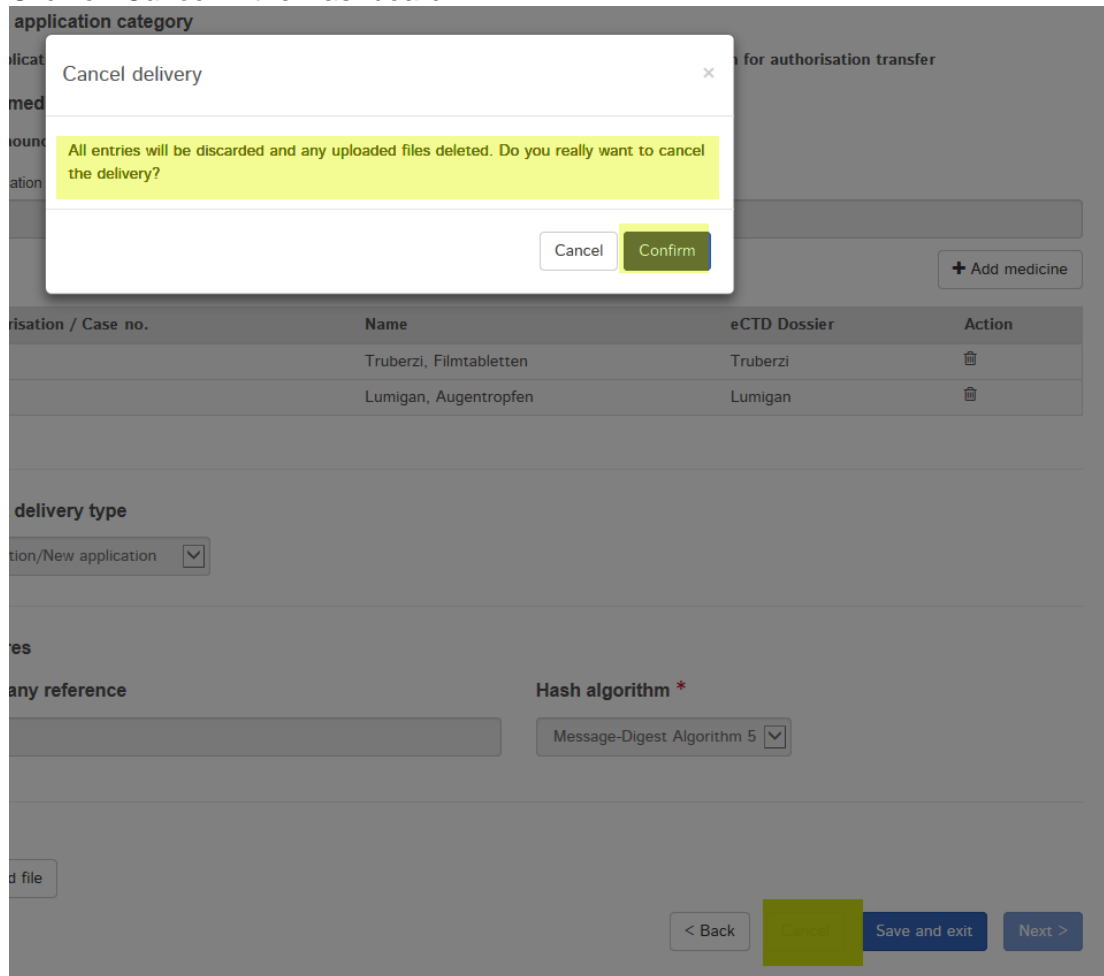 application category
Cancel delivery
×
for authorisation transfer
All entries will be discarded and any uploaded files deleted. Do you really want to cancel
the delivery?
Cancel Confirm
+ Add medicine
/ Case no. Name eCTD Dossier Action
Truberzi, Filmtabletten Truberzi
Lumigan, Augentropfen Lumigan
delivery type
/New application
any reference Hash algorithm *
Message-Digest Algorithm 5
file
< Back Cancel Save and exit Next >